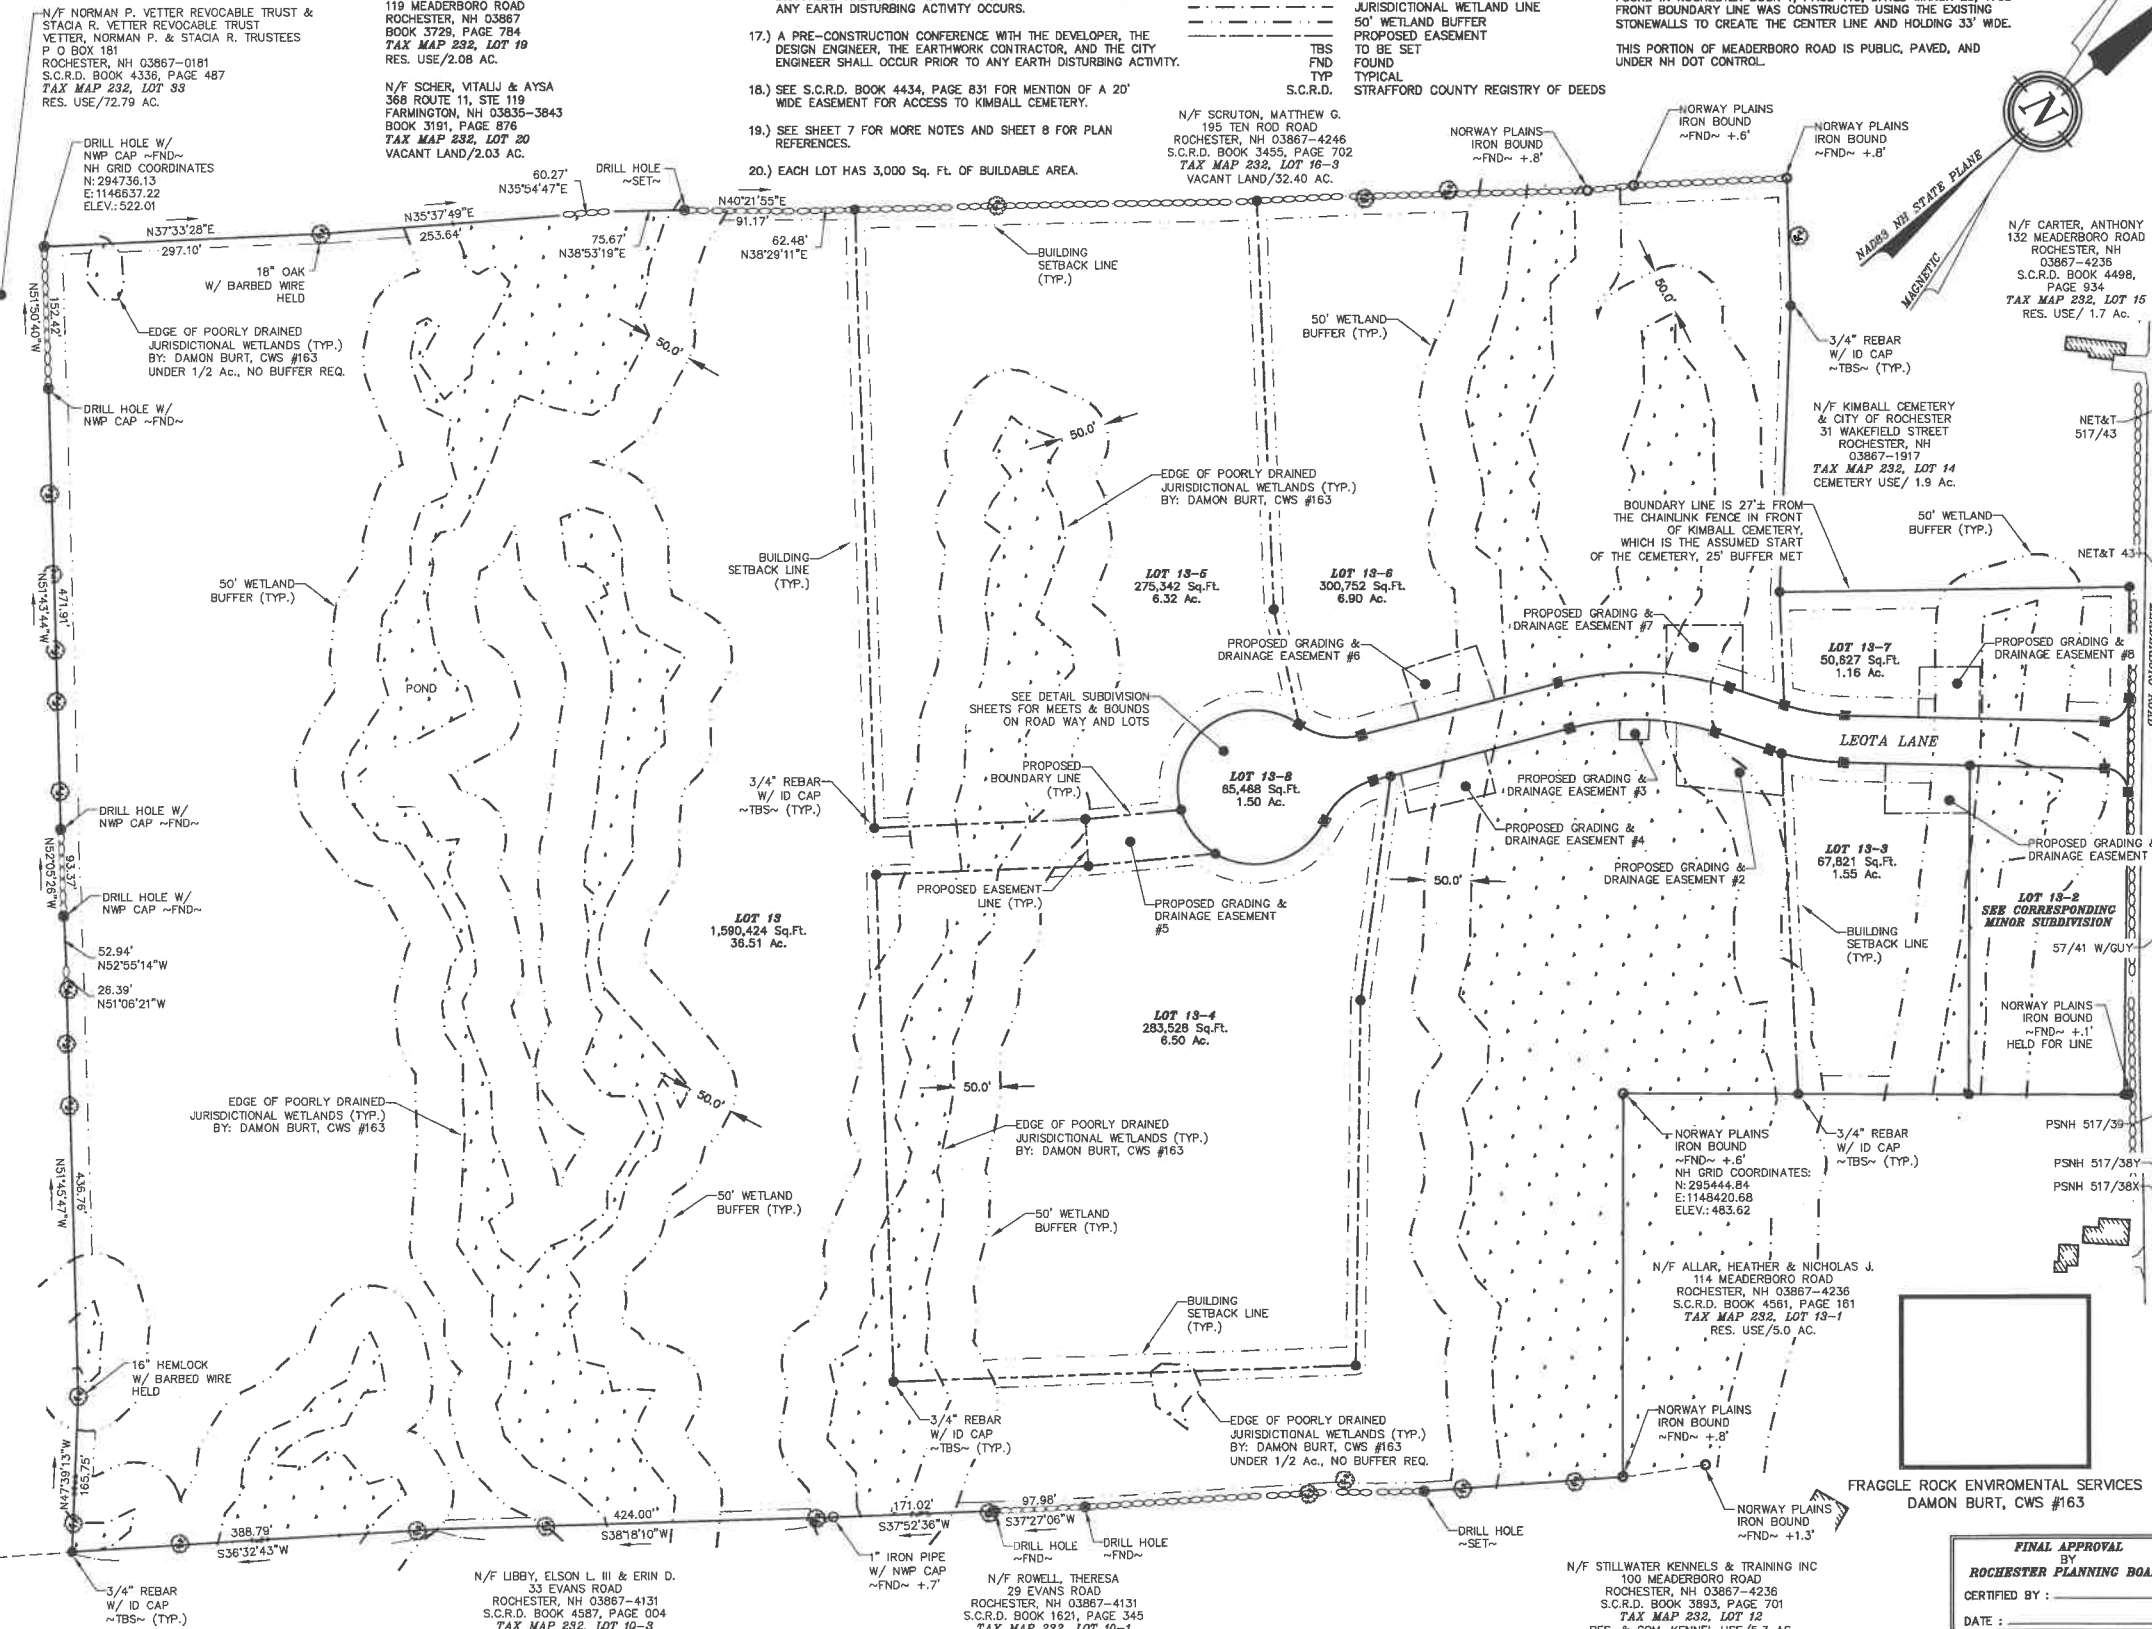 N/F NORMAN P. VETTER REVOCABLE TRUST &
STACIA R. VETTER REVOCABLE TRUST
VETTER, NORMAN P. & STACIA R. TRUSTEES
P O BOX 181
ROCHESTER, NH 03867-0181
S.C.R.D. BOOK 4336, PAGE 487
TAX MAP 232, LOT 33
RES. USE/72.79 AC.
119 MEADERBORO ROAD
ROCHESTER, NH 03867
BOOK 3729, PAGE 784
TAX MAP 232, LOT 19
RES. USE/2.08 AC.
N/F SCHER, VITALIJ & AYSA
368 ROUTE 11, STE 119
FARMINGTON, NH 03835-3843
BOOK 3191, PAGE 876
TAX MAP 232, LOT 20
VACANT LAND/2.03 AC.
ANY EARTH DISTURBING ACTIVITY OCCURS.
17.) A PRE-CONSTRUCTION CONFERENCE WITH THE DEVELOPER, THE
DESIGN ENGINEER, THE EARTHWORK CONTRACTOR, AND THE CITY
ENGINEER SHALL OCCUR PRIOR TO ANY EARTH DISTURBING ACTIVITY.
18.) SEE S.C.R.D. BOOK 4434, PAGE 831 FOR MENTION OF A 20'
WIDE EASEMENT FOR ACCESS TO KIMBALL CEMETERY.
19.) SEE SHEET 7 FOR MORE NOTES AND SHEET 8 FOR PLAN
REFERENCES.
20.) EACH LOT HAS 3,000 Sq. Ft. OF BUILDABLE AREA.
JURISDICTIONAL WETLAND LINE
50' WETLAND BUFFER
PROPOSED EASEMENT
TBS TO BE SET
FND FOUND
TYP TYPICAL
S.C.R.D. STRAFFORD COUNTY REGISTRY OF DEEDS
FRONT BOUNDARY LINE WAS CONSTRUCTED USING THE EXISTING
STONEWALLS TO CREATE THE CENTER LINE AND HOLDING 33' WIDE.
THIS PORTION OF MEADERBORO ROAD IS PUBLIC, PAVED, AND
UNDER NH DOT CONTROL.
N
NAD83 NH STATE PLANE
MAGNETIC
N/F SCRUTON, MATTHEW G.
195 TEN ROD ROAD
ROCHESTER, NH 03867-4246
S.C.R.D. BOOK 3455, PAGE 702
TAX MAP 232, LOT 16-3
VACANT LAND/32.40 AC.
NORWAY PLAINS
IRON BOUND
~FND~ +.8'
NORWAY PLAINS
IRON BOUND
~FND~ +.6'
NORWAY PLAINS
IRON BOUND
~FND~ +.8'
N/F CARTER, ANTHONY
132 MEADERBORO ROAD
ROCHESTER, NH
03867-4236
S.C.R.D. BOOK 4498,
PAGE 934
TAX MAP 232, LOT 15
RES. USE/ 1.7 Ac.
DRILL HOLE W/
NWP CAP ~FND~
NH GRID COORDINATES
N: 294736.13
E: 1146637.22
ELEV.: 522.01
N37°33'28"E
297.10'
18" OAK
W/ BARBED WIRE
HELD
N35°37'49"E
253.64'
60.27'
N35°54'47"E
DRILL HOLE
~SET~
75.67'
N38°53'19"E
N40°21'55"E
91.17'
62.48'
N38°29'11"E
BUILDING
SETBACK LINE
(TYP.)
EDGE OF POORLY DRAINED
JURISDICTIONAL WETLANDS (TYP.)
BY: DAMON BURT, CWS #163
UNDER 1/2 Ac., NO BUFFER REQ.
N51°50'40"W
152.42'
DRILL HOLE W/
NWP CAP ~FND~
50.0'
50.0'
50.0'
50' WETLAND
BUFFER (TYP.)
3/4" REBAR
W/ ID CAP
~TBS~ (TYP.)
N/F KIMBALL CEMETERY
& CITY OF ROCHESTER
31 WAKEFIELD STREET
ROCHESTER, NH
03867-1917
TAX MAP 232, LOT 14
CEMETERY USE/ 1.9 Ac.
NET&T
517/43
EDGE OF POORLY DRAINED
JURISDICTIONAL WETLANDS (TYP.)
BY: DAMON BURT, CWS #163
BOUNDARY LINE IS 27'± FROM
THE CHAINLINK FENCE IN FRONT
OF KIMBALL CEMETERY,
WHICH IS THE ASSUMED START
OF THE CEMETERY, 25' BUFFER MET
50' WETLAND
BUFFER (TYP.)
NET&T 43
BUILDING
SETBACK LINE
(TYP.)
50' WETLAND
BUFFER (TYP.)
N51°43'44"W
471.91'
LOT 13-5
275,342 Sq.Ft.
6.32 Ac.
LOT 13-6
300,752 Sq.Ft.
6.90 Ac.
PROPOSED GRADING &
DRAINAGE EASEMENT #7
PROPOSED GRADING &
DRAINAGE EASEMENT #6
LOT 13-7
50,627 Sq.Ft.
1.16 Ac.
PROPOSED GRADING &
DRAINAGE EASEMENT #8
POND
SEE DETAIL SUBDIVISION
SHEETS FOR MEETS & BOUNDS
ON ROAD WAY AND LOTS
LEOTA LANE
PROPOSED
BOUNDARY LINE
(TYP.)
3/4" REBAR
W/ ID CAP
~TBS~ (TYP.)
LOT 13-8
65,468 Sq.Ft.
1.50 Ac.
PROPOSED GRADING &
DRAINAGE EASEMENT #3
PROPOSED GRADING &
DRAINAGE EASEMENT #4
PROPOSED GRADING &
DRAINAGE EASEMENT #2
PROPOSED GRADING &
DRAINAGE EASEMENT
DRILL HOLE W/
NWP CAP ~FND~
N52°05'26"W
93.37'
DRILL HOLE W/
NWP CAP ~FND~
LOT 13-3
67,821 Sq.Ft.
1.55 Ac.
50.0'
PROPOSED EASEMENT
LINE (TYP.)
PROPOSED GRADING &
DRAINAGE EASEMENT
#5
LOT 13
1,590,424 Sq.Ft.
36.51 Ac.
LOT 13-2
SEE CORRESPONDING
MINOR SUBDIVISION
57/41 W/GUY
BUILDING
SETBACK LINE
(TYP.)
52.94'
N52°55'14"W
26.39'
N51°06'21"W
LOT 13-4
283,528 Sq.Ft.
6.50 Ac.
NORWAY PLAINS
IRON BOUND
~FND~ +.1'
HELD FOR LINE
50.0'
50.0'
EDGE OF POORLY DRAINED
JURISDICTIONAL WETLANDS (TYP.)
BY: DAMON BURT, CWS #163
EDGE OF POORLY DRAINED
JURISDICTIONAL WETLANDS (TYP.)
BY: DAMON BURT, CWS #163
NORWAY PLAINS
IRON BOUND
~FND~ +.6'
NH GRID COORDINATES:
N: 295444.84
E: 1148420.68
ELEV.: 483.62
3/4" REBAR
W/ ID CAP
~TBS~ (TYP.)
PSNH 517/39
PSNH 517/38Y
PSNH 517/38X
N51°45'47"W
436.76'
50' WETLAND
BUFFER (TYP.)
50' WETLAND
BUFFER (TYP.)
N/F ALLAR, HEATHER & NICHOLAS J.
114 MEADERBORO ROAD
ROCHESTER, NH 03867-4236
S.C.R.D. BOOK 4561, PAGE 161
TAX MAP 232, LOT 13-1
RES. USE/5.0 AC.
BUILDING
SETBACK LINE
(TYP.)
16" HEMLOCK
W/ BARBED WIRE
HELD
3/4" REBAR
W/ ID CAP
~TBS~ (TYP.)
EDGE OF POORLY DRAINED
JURISDICTIONAL WETLANDS (TYP.)
BY: DAMON BURT, CWS #163
UNDER 1/2 Ac., NO BUFFER REQ.
NORWAY PLAINS
IRON BOUND
~FND~ +.8'
N47°39'13"W
165.75'
FRAGGLE ROCK ENVIROMENTAL SERVICES
DAMON BURT, CWS #163
388.79'
S36°32'43"W
424.00'
S38°18'10"W
171.02'
S37°52'36"W
97.98'
S37°27'06"W
NORWAY PLAINS
IRON BOUND
~FND~ +1.3'
DRILL HOLE
~SET~
DRILL HOLE
~FND~
DRILL HOLE
~FND~
1" IRON PIPE
W/ NWP CAP
~FND~ +.7'
3/4" REBAR
W/ ID CAP
~TBS~ (TYP.)
N/F LIBBY, ELSON L. III & ERIN D.
33 EVANS ROAD
ROCHESTER, NH 03867-4131
S.C.R.D. BOOK 4587, PAGE 004
TAX MAP 232, LOT 10-3
N/F ROWELL, THERESA
29 EVANS ROAD
ROCHESTER, NH 03867-4131
S.C.R.D. BOOK 1621, PAGE 345
TAX MAP 232, LOT 10-1
N/F STILLWATER KENNELS & TRAINING INC
100 MEADERBORO ROAD
ROCHESTER, NH 03867-4236
S.C.R.D. BOOK 3893, PAGE 701
TAX MAP 232, LOT 12
FINAL APPROVAL
BY
ROCHESTER PLANNING
CERTIFIED BY :
DATE :